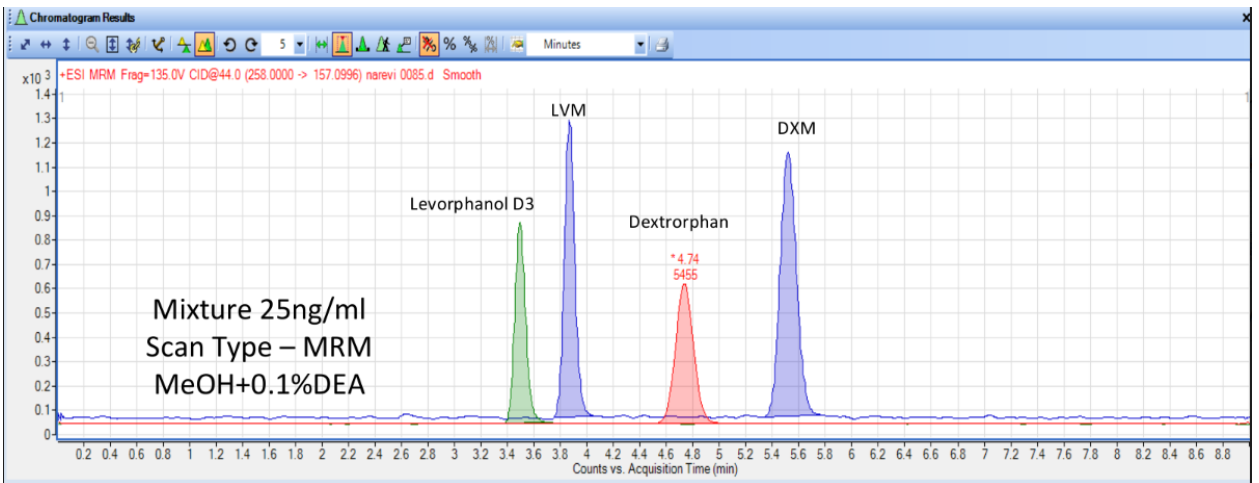 Chromatogram Results
x
5
% %
Minutes
x10 3
+ESI MRM Frag=135.0V CID@44.0 (258.0000 -> 157.0996) narevi 0085.d Smooth
1.4
1
1
1.3
1.2
1.1
1
0.9
0.8
0.7
0.6
0.5
0.4
0.3
0.2
0.1
0
LVM
DXM
Levorphanol D3
Dextrorphan
* 4.74
5455
Mixture 25ng/ml
Scan Type – MRM
MeOH+0.1%DEA
0.2 0.4 0.6 0.8 1 1.2 1.4 1.6 1.8 2 2.2 2.4 2.6 2.8 3 3.2 3.4 3.6 3.8 4 4.2 4.4 4.6 4.8 5 5.2 5.4 5.6 5.8 6 6.2 6.4 6.6 6.8 7 7.2 7.4 7.6 7.8 8 8.2 8.4 8.6 8.8
Counts vs. Acquisition Time (min)